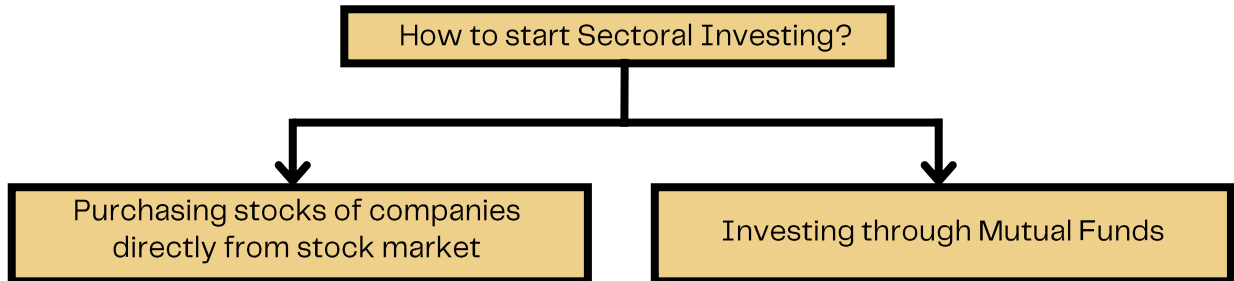 How to start Sectoral Investing?
Purchasing stocks of companies
directly from stock market
Investing through Mutual Funds